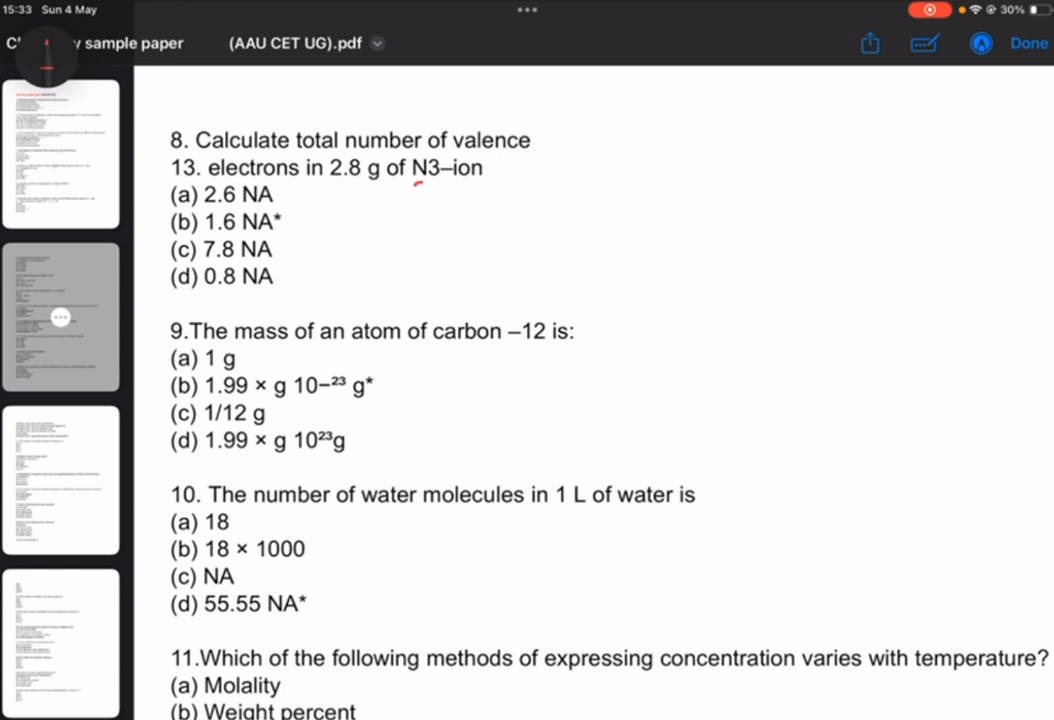 15:33 Sun 4 May
30%
y sample paper (AAU CET UG).pdf
Done
8. Calculate total number of valence
13. electrons in 2.8 g of N3–ion
(a) 2.6 NA
(b) 1.6 NA*
(c) 7.8 NA
(d) 0.8 NA
9.The mass of an atom of carbon –12 is:
(a) 1 g
(b) 1.99 × g 10–²³ g*
(c) 1/12 g
(d) 1.99 × g 10²³g
10. The number of water molecules in 1 L of water is
(a) 18
(b) 18 × 1000
(c) NA
(d) 55.55 NA*
11.Which of the following methods of expressing concentration varies with temperature?
(a) Molality
(b) Weight percent